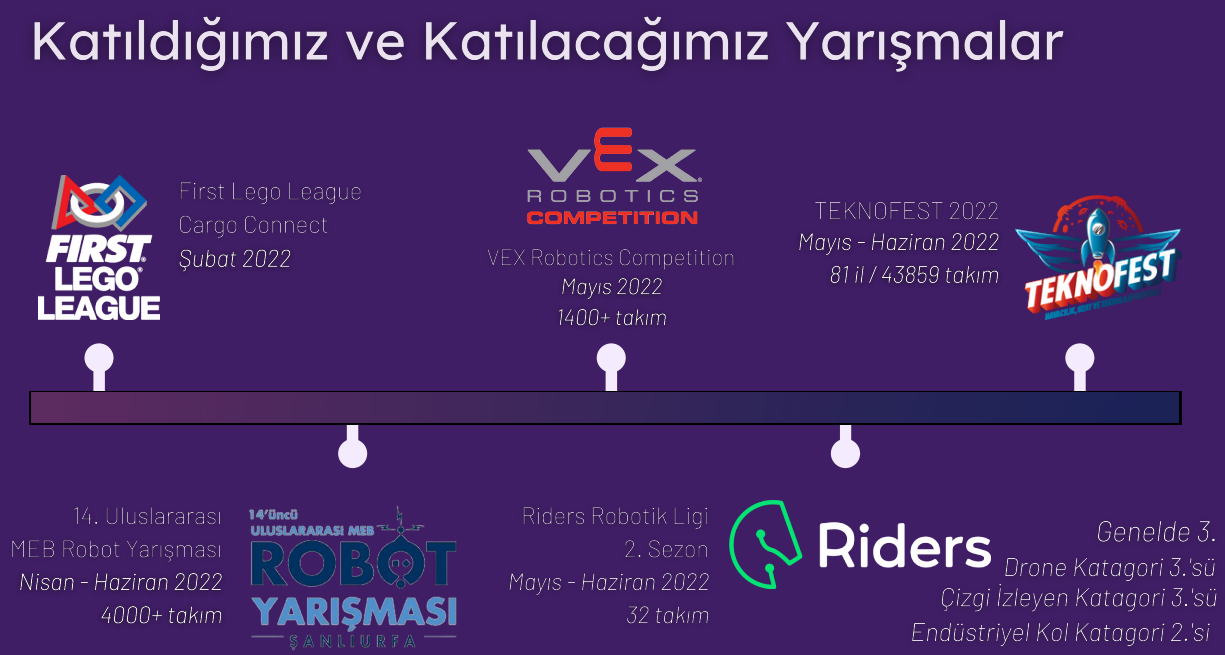 Katıldığımız ve Katılacağımız Yarışmalar
FIRST
LEGO
LEAGUE
First Lego League
Cargo Connect
Şubat 2022
VEX
ROBOTICS
COMPETITION
VEX Robotics Competition
Mayıs 2022
1400+ takım
TEKNOFEST 2022
Mayıs - Haziran 2022
81 il / 43859 takım
TEKNOFEST
14. Uluslararası
MEB Robot Yarışması
Nisan - Haziran 2022
4000+ takım
14'üncü
ULUSLARARASI MEB
ROBOT
YARIŞMASI
ŞANLIURFA
Riders Robotik Ligi
2. Sezon
Mayıs - Haziran 2022
32 takım
Riders
Genelde 3.
Drone Katagori 3.'sü
Çizgi İzleyen Katagori 3.'sü
Endüstriyel Kol Katagori 2.'si